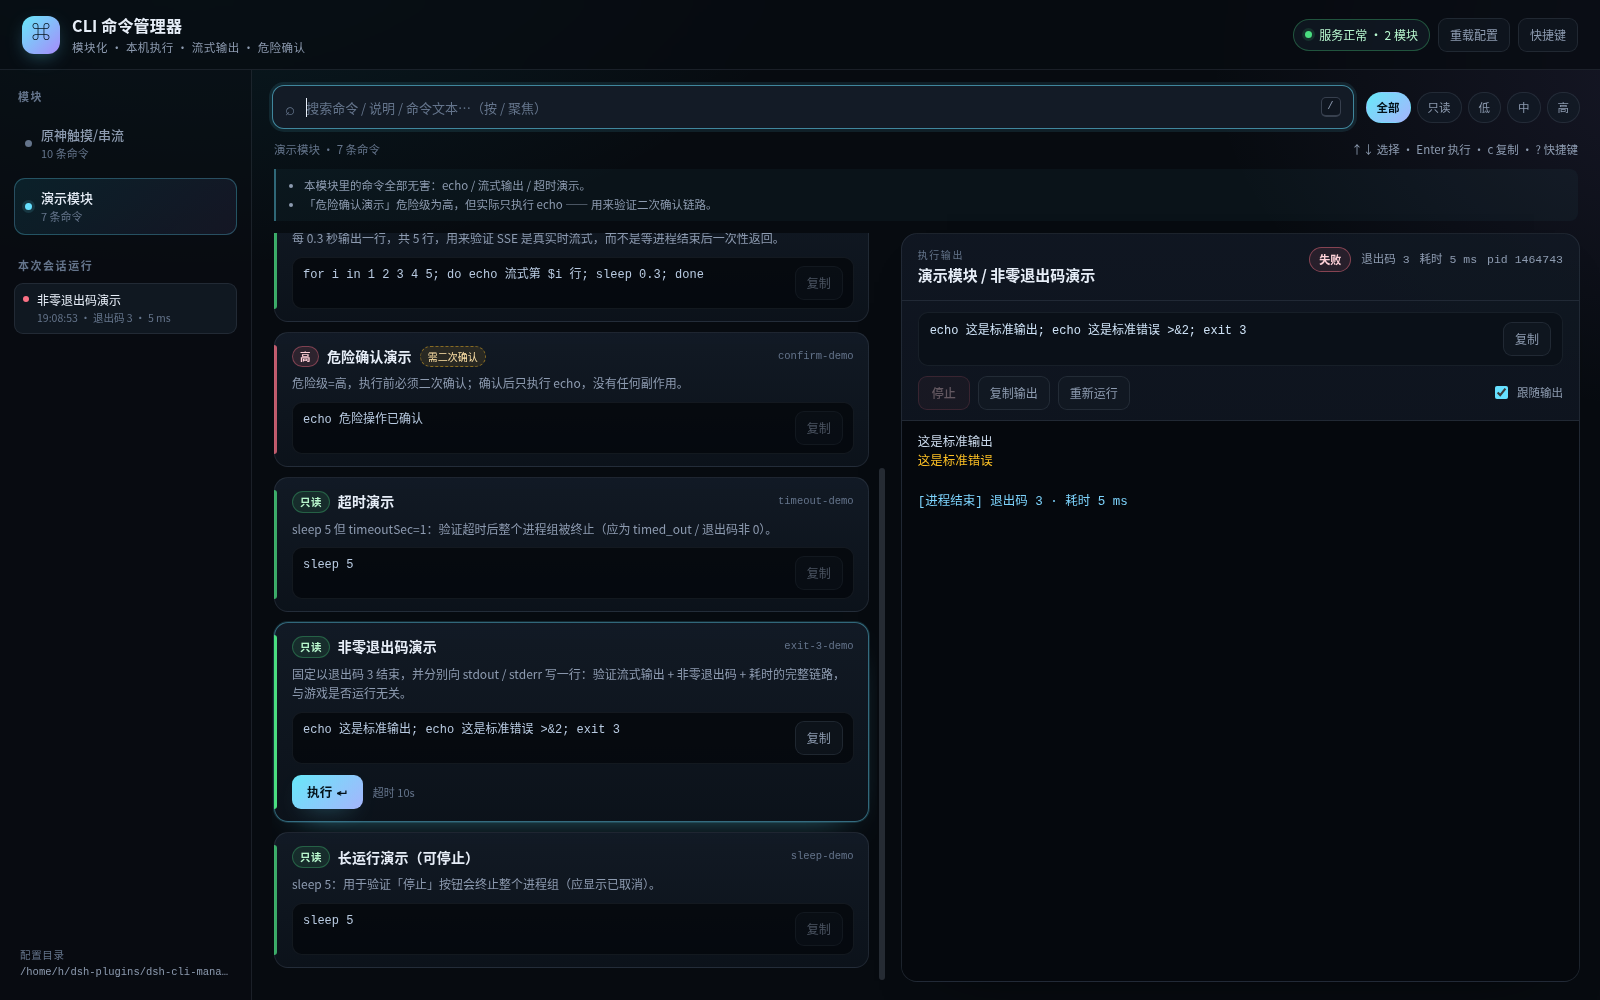 ⌘
CLI 命令管理器
模块化 · 本机执行 · 流式输出 · 危险确认
服务正常 · 2 模块
重载配置
快捷键
模块
原神触摸/串流
10 条命令
演示模块
7 条命令
本次会话运行
非零退出码演示
19:08:53 · 退出码 3 · 5 ms
配置目录
/home/h/dsh-plugins/dsh-cli-mana…
搜索命令 / 说明 / 命令文本…（按 / 聚焦）
/
全部
只读
低
中
高
演示模块 · 7 条命令
↑↓ 选择 · Enter 执行 · c 复制 · ? 快捷键
• 本模块里的命令全部无害：echo / 流式输出 / 超时演示。
• 「危险确认演示」危险级为高，但实际只执行 echo —— 用来验证二次确认链路。
每 0.3 秒输出一行，共 5 行，用来验证 SSE 是真实时流式，而不是等进程结束后一次性返回。
for i in 1 2 3 4 5; do echo 流式第 $i 行; sleep 0.3; done
复制
高
危险确认演示
需二次确认
confirm-demo
危险级=高，执行前必须二次确认；确认后只执行 echo，没有任何副作用。
echo 危险操作已确认
复制
只读
超时演示
timeout-demo
sleep 5 但 timeoutSec=1：验证超时后整个进程组被终止（应为 timed_out / 退出码非 0）。
sleep 5
复制
只读
非零退出码演示
exit-3-demo
固定以退出码 3 结束，并分别向 stdout / stderr 写一行：验证流式输出 + 非零退出码 + 耗时的完整链路，
与游戏是否运行无关。
echo 这是标准输出; echo 这是标准错误 >&2; exit 3
复制
执行 ↵
超时 10s
只读
长运行演示（可停止）
sleep-demo
sleep 5：用于验证「停止」按钮会终止整个进程组（应显示已取消）。
sleep 5
复制
执行输出
演示模块 / 非零退出码演示
失败
退出码 3
耗时 5 ms
pid 1464743
echo 这是标准输出; echo 这是标准错误 >&2; exit 3
复制
停止
复制输出
重新运行
跟随输出
这是标准输出
这是标准错误
[进程结束] 退出码 3 · 耗时 5 ms